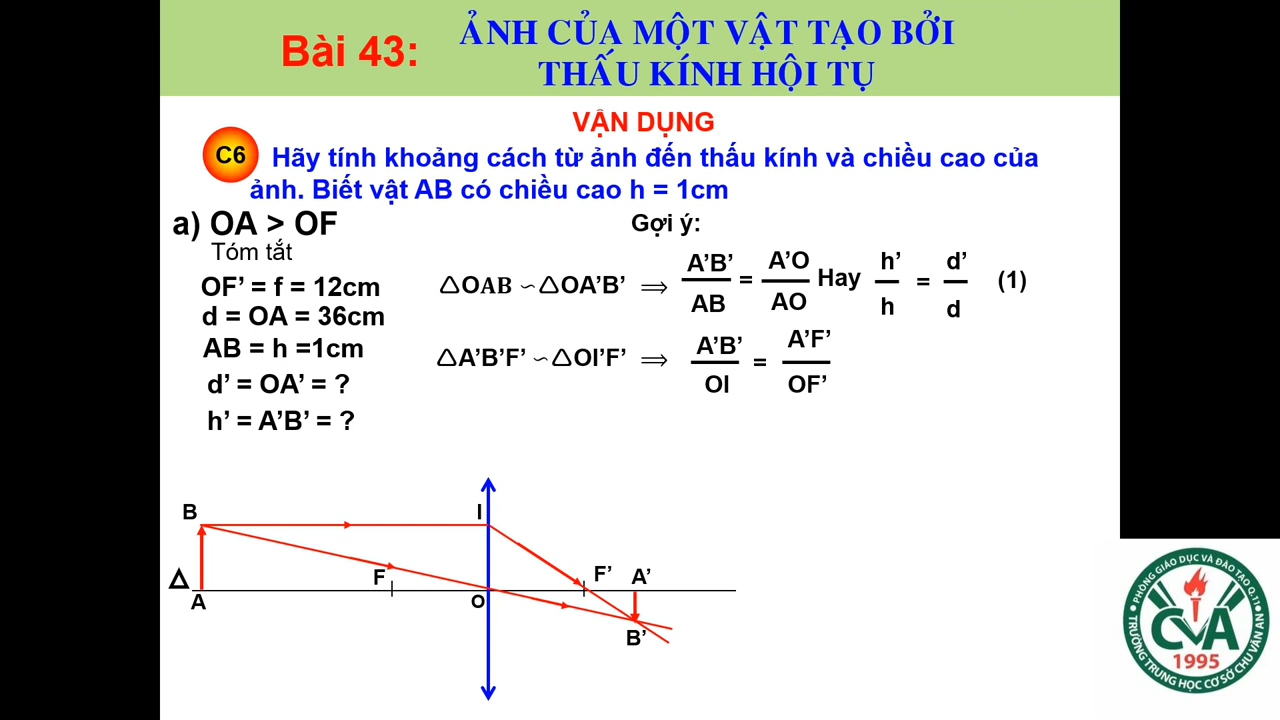 Bài 43:
ẢNH CỦA MỘT VẬT TẠO BỞI
THẤU KÍNH HỘI TỤ
VẬN DỤNG
C6
Hãy tính khoảng cách từ ảnh đến thấu kính và chiều cao của
ảnh. Biết vật AB có chiều cao h = 1cm
a) OA > OF
Gợi ý:
Tóm tắt
OF’ = f = 12cm
d = OA = 36cm
AB = h =1cm
d’ = OA’ = ?
h’ = A’B’ = ?
△OAB ∽△OA’B’ ⟹ A’B’/AB = A’O/AO Hay h’/h = d’/d (1)
△A’B’F’ ∽△OI’F’ ⟹ A’B’/OI = A’F’/OF’
B
I
F
F’
A’
Δ
A
O
B’
PHÒNG GIÁO DỤC VÀ ĐÀO TẠO Q.11
CVA
1995
TRƯỜNG TRUNG HỌC CƠ SỞ CHU VĂN AN